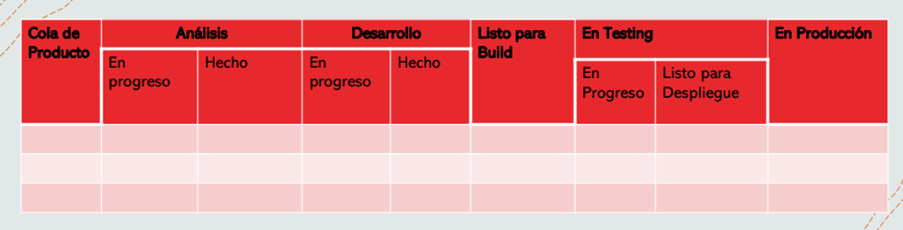 Cola de
Producto
Análisis
Desarrollo
Listo para
Build
En Testing
En Producción
En
progreso
Hecho
En
progreso
Hecho
En
Progreso
Listo para
Despliegue